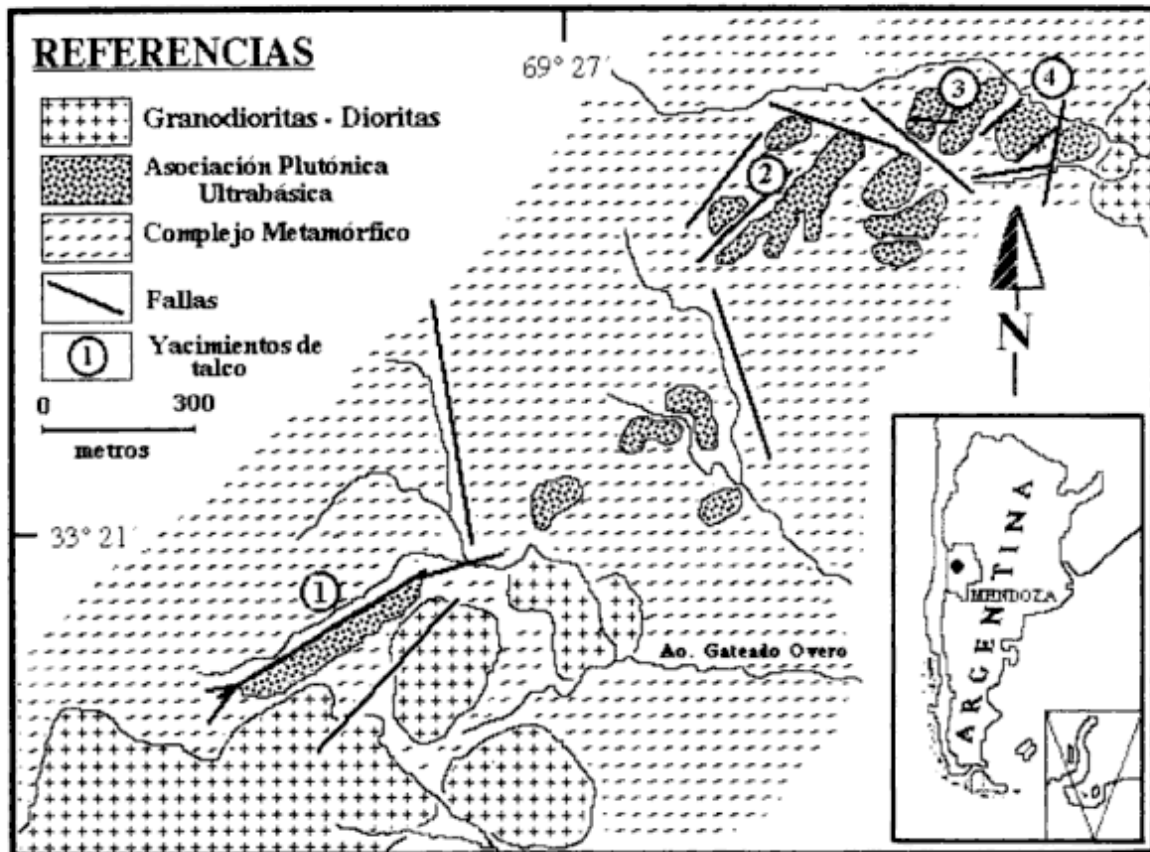 REFERENCIAS
Granodioritas - Dioritas
Asociación Plutónica
Ultrabásica
Complejo Metamórfico
Fallas
1
Yacimientos de
talco
0 300
metros
69° 27'
3
4
2
N
33° 21'
1
Ao. Gateado Overo
ARGENTINA
MENDOZA